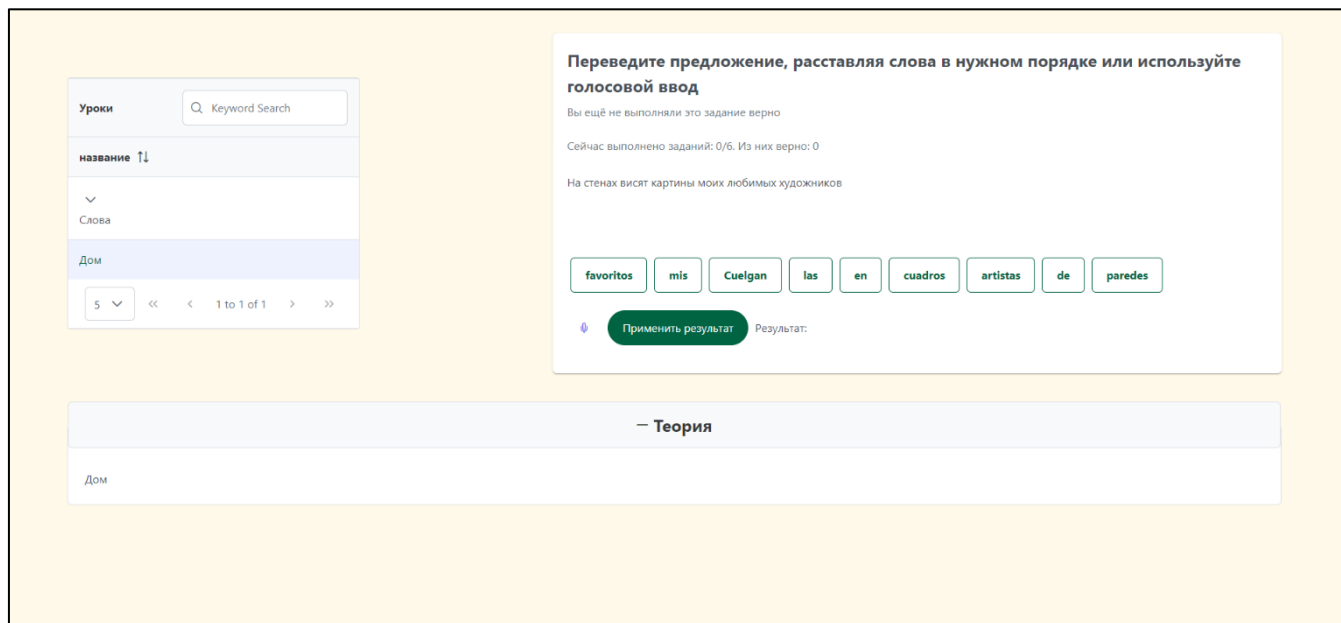 Уроки
Keyword Search
название
Слова
Дом
5
1 to 1 of 1
Переведите предложение, расставляя слова в нужном порядке или используйте
голосовой ввод
Вы ещё не выполняли это задание верно
Сейчас выполнено заданий: 0/6. Из них верно: 0
На стенах висят картины моих любимых художников
favoritos mis Cuelgan las en cuadros artistas de paredes
Применить результат Результат:
— Теория
Дом